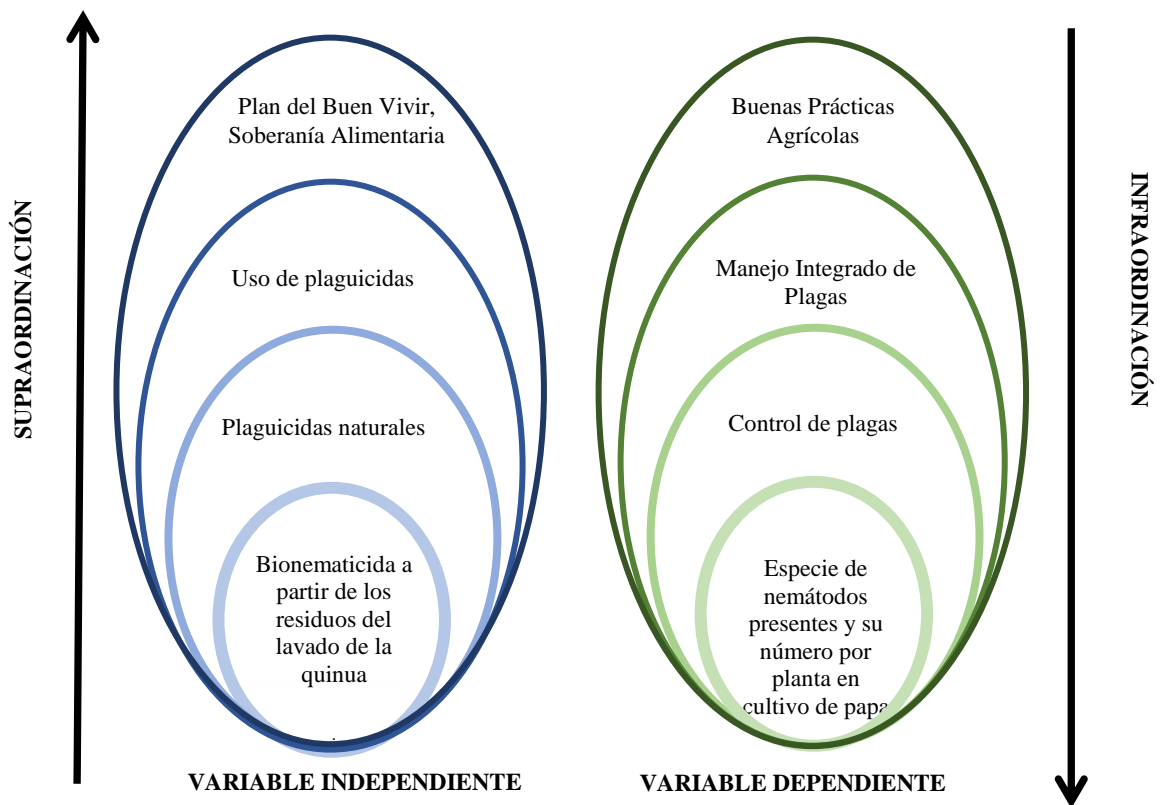 SUPRAORDINACIÓN
Plan del Buen Vivir,
Soberanía Alimentaria
Uso de plaguicidas
Plaguicidas naturales
Bionematicida a
partir de los
residuos del
lavado de la
quinua
.
VARIABLE INDEPENDIENTE
Buenas Prácticas
Agrícolas
Manejo Integrado de
Plagas
Control de plagas
Especie de
nemátodos
presentes y su
número por
planta en
cultivo de papa
VARIABLE DEPENDIENTE
INFRAORDINACIÓN